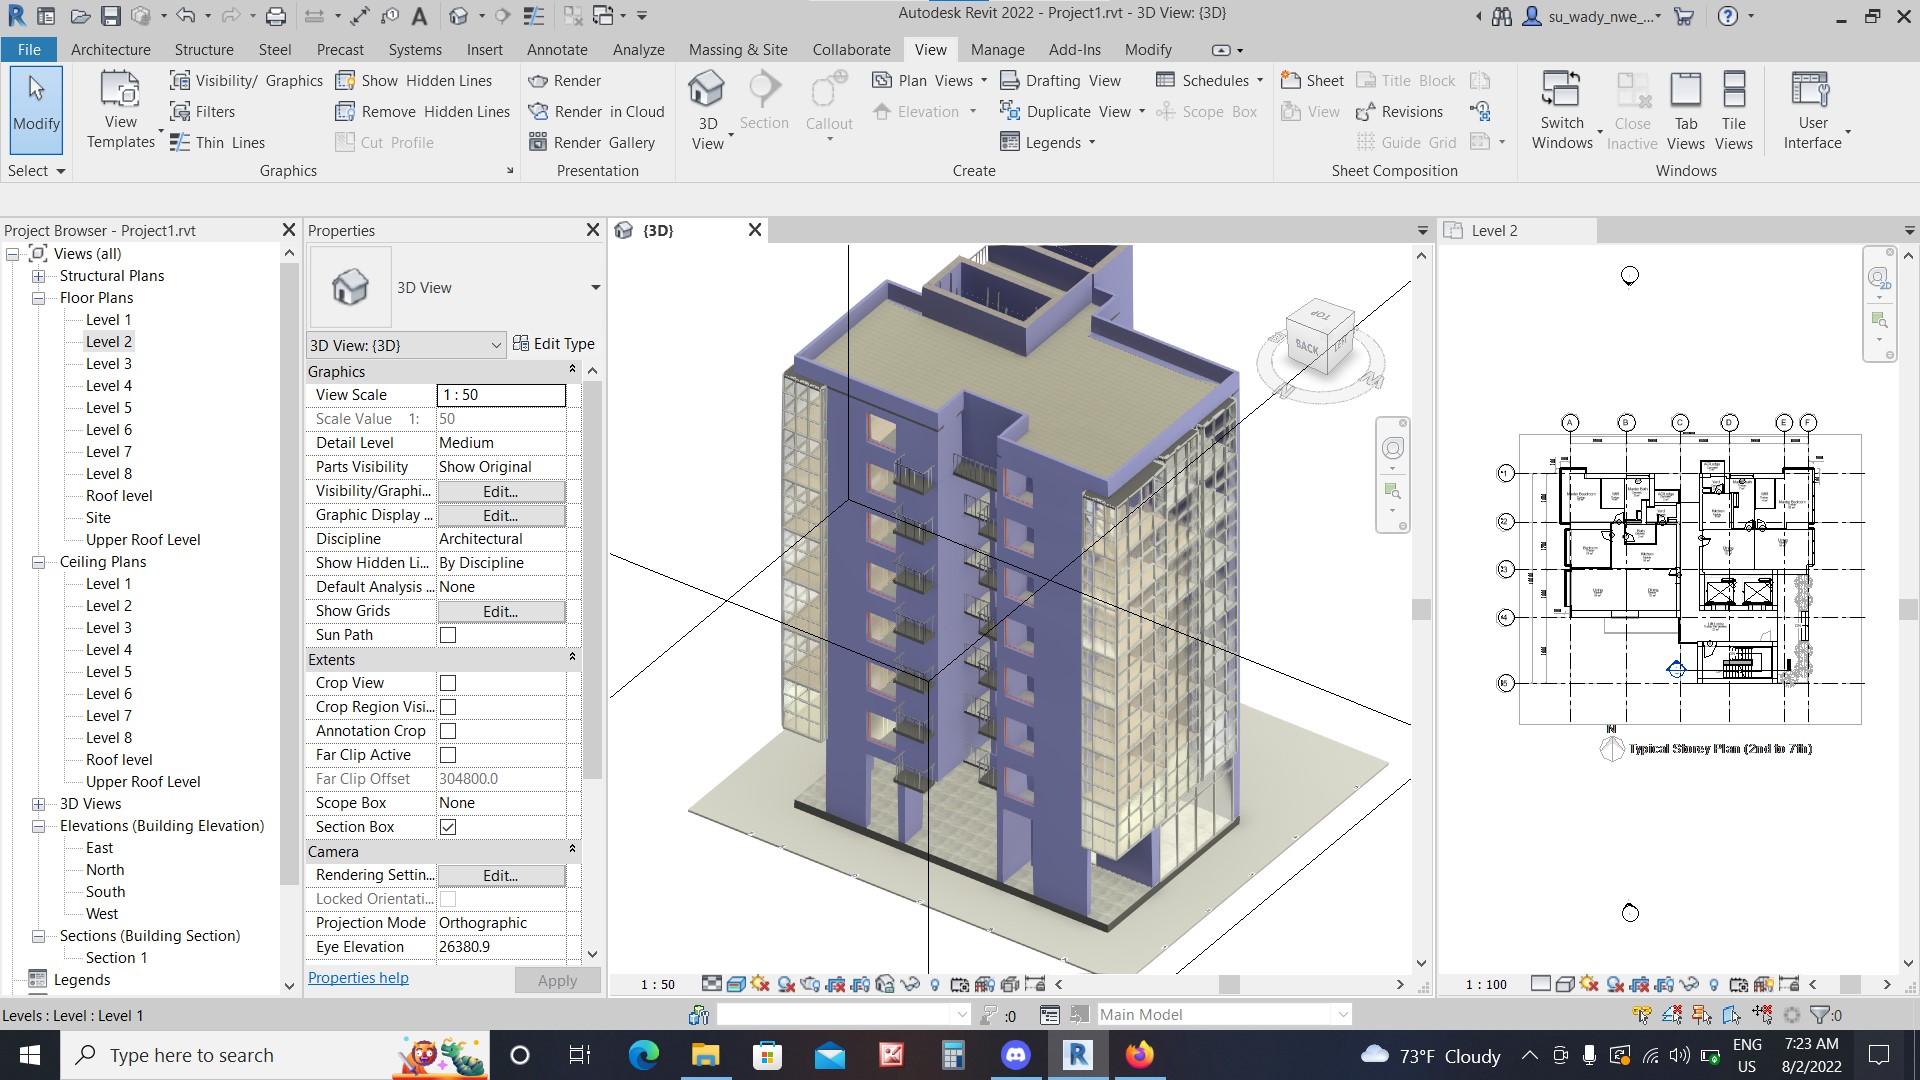 Autodesk Revit 2022 - Project1.rvt - 3D View: {3D}
su_wady_nwe_...
File Architecture Structure Steel Precast Systems Insert Annotate Analyze Massing & Site Collaborate View Manage Add-Ins Modify
Modify
Select
View Templates
Visibility/ Graphics
Filters
Thin Lines
Show Hidden Lines
Remove Hidden Lines
Cut Profile
Graphics
Render
Render in Cloud
Render Gallery
Presentation
3D View
Section
Callout
Plan Views
Elevation
Drafting View
Duplicate View
Legends
Schedules
Scope Box
Create
Sheet
View
Title Block
Revisions
Guide Grid
Sheet Composition
Switch Windows
Close Inactive
Tab Views
Tile Views
User Interface
Windows
Project Browser - Project1.rvt
Views (all)
Structural Plans
Floor Plans
Level 1
Level 2
Level 3
Level 4
Level 5
Level 6
Level 7
Level 8
Roof level
Site
Upper Roof Level
Ceiling Plans
Level 1
Level 2
Level 3
Level 4
Level 5
Level 6
Level 7
Level 8
Roof level
Upper Roof Level
3D Views
Elevations (Building Elevation)
East
North
South
West
Sections (Building Section)
Section 1
Legends
Properties
3D View
3D View: {3D}
Edit Type
Graphics
View Scale 1 : 50
Scale Value 1: 50
Detail Level Medium
Parts Visibility Show Original
Visibility/Graphi... Edit...
Graphic Display ... Edit...
Discipline Architectural
Show Hidden Li... By Discipline
Default Analysis ... None
Show Grids Edit...
Sun Path
Extents
Crop View
Crop Region Visi...
Annotation Crop
Far Clip Active
Far Clip Offset 304800.0
Scope Box None
Section Box
Camera
Rendering Settin... Edit...
Locked Orientati...
Projection Mode Orthographic
Eye Elevation 26380.9
Properties help
Apply
{3D}
TOP
BACK
LEFT
1 : 50
Level 2
2D
A B C D E F
1
2
3
4
5
N
Typical Storey Plan (2nd to 7th)
1 : 100
Levels : Level : Level 1
:0
Main Model
:0
Type here to search
73°F Cloudy
ENG
US
7:23 AM
8/2/2022